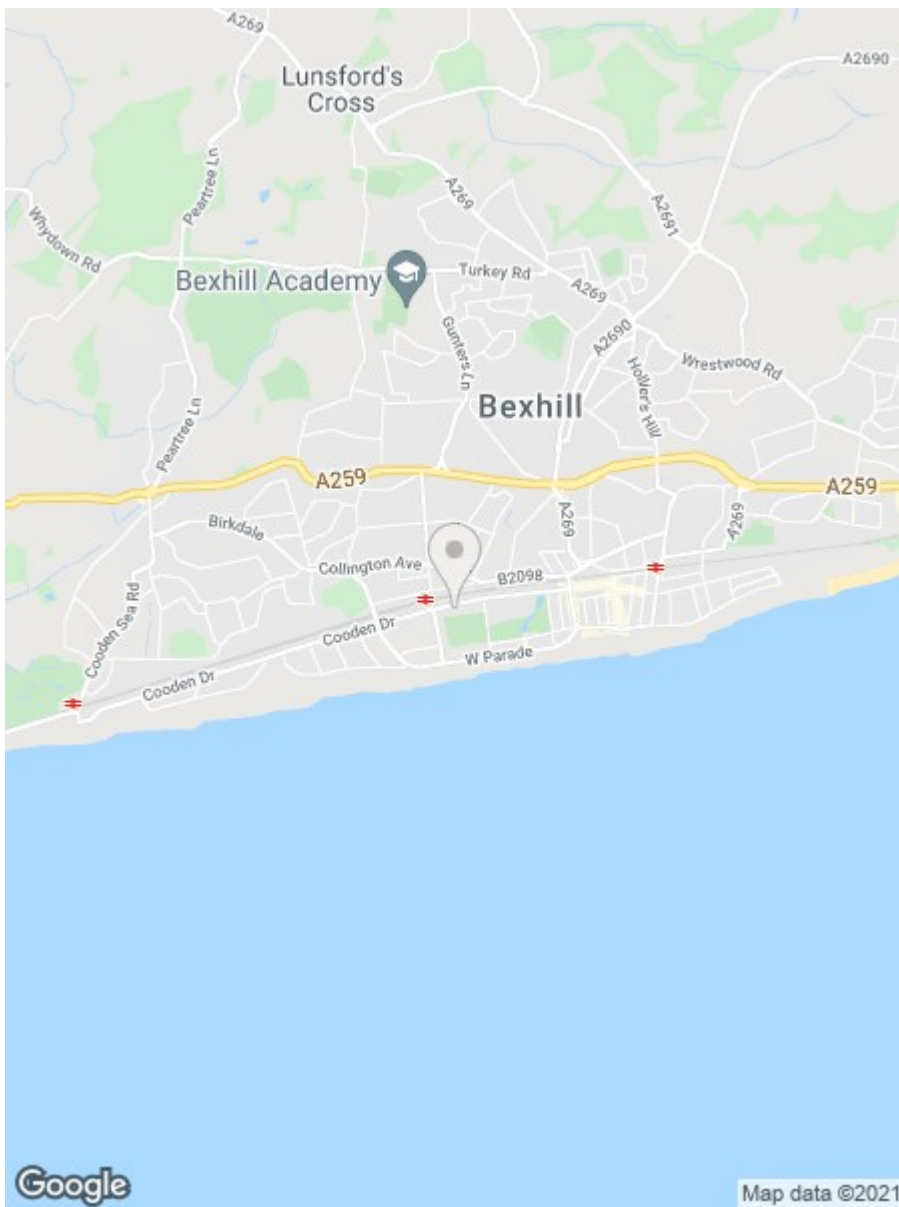 A269
A2690
Lunsford's
Cross
Peartree Ln
A269
A2691
Whydown Rd
Bexhill Academy
Turkey Rd
A269
A2690
Gunters Ln
Hollier's Hill
Wrestwood Rd
Bexhill
Peartree Ln
A259
A259
A269
A269
Birkdale
Collington Ave
B2098
Cooden Sea Rd
Cooden Dr
W Parade
Cooden Dr
Google
Map data ©2021